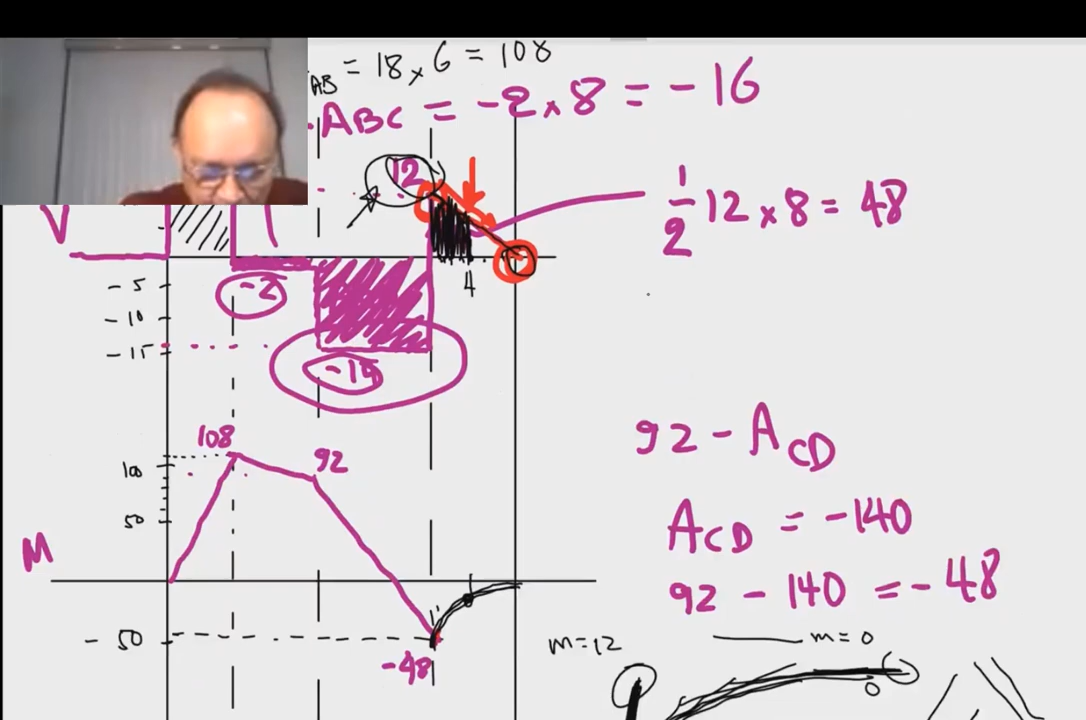 AB = 18 x 6 = 108
ABC = -2 x 8 = - 16
12
1/2 12 x 8 = 48
V
4
- 5
-2
- 10
- 15
-14
108
92
92 - ACD
100
50
ACD = -140
M
92 - 140 = - 48
- 50
-48
m=12
m=0
0